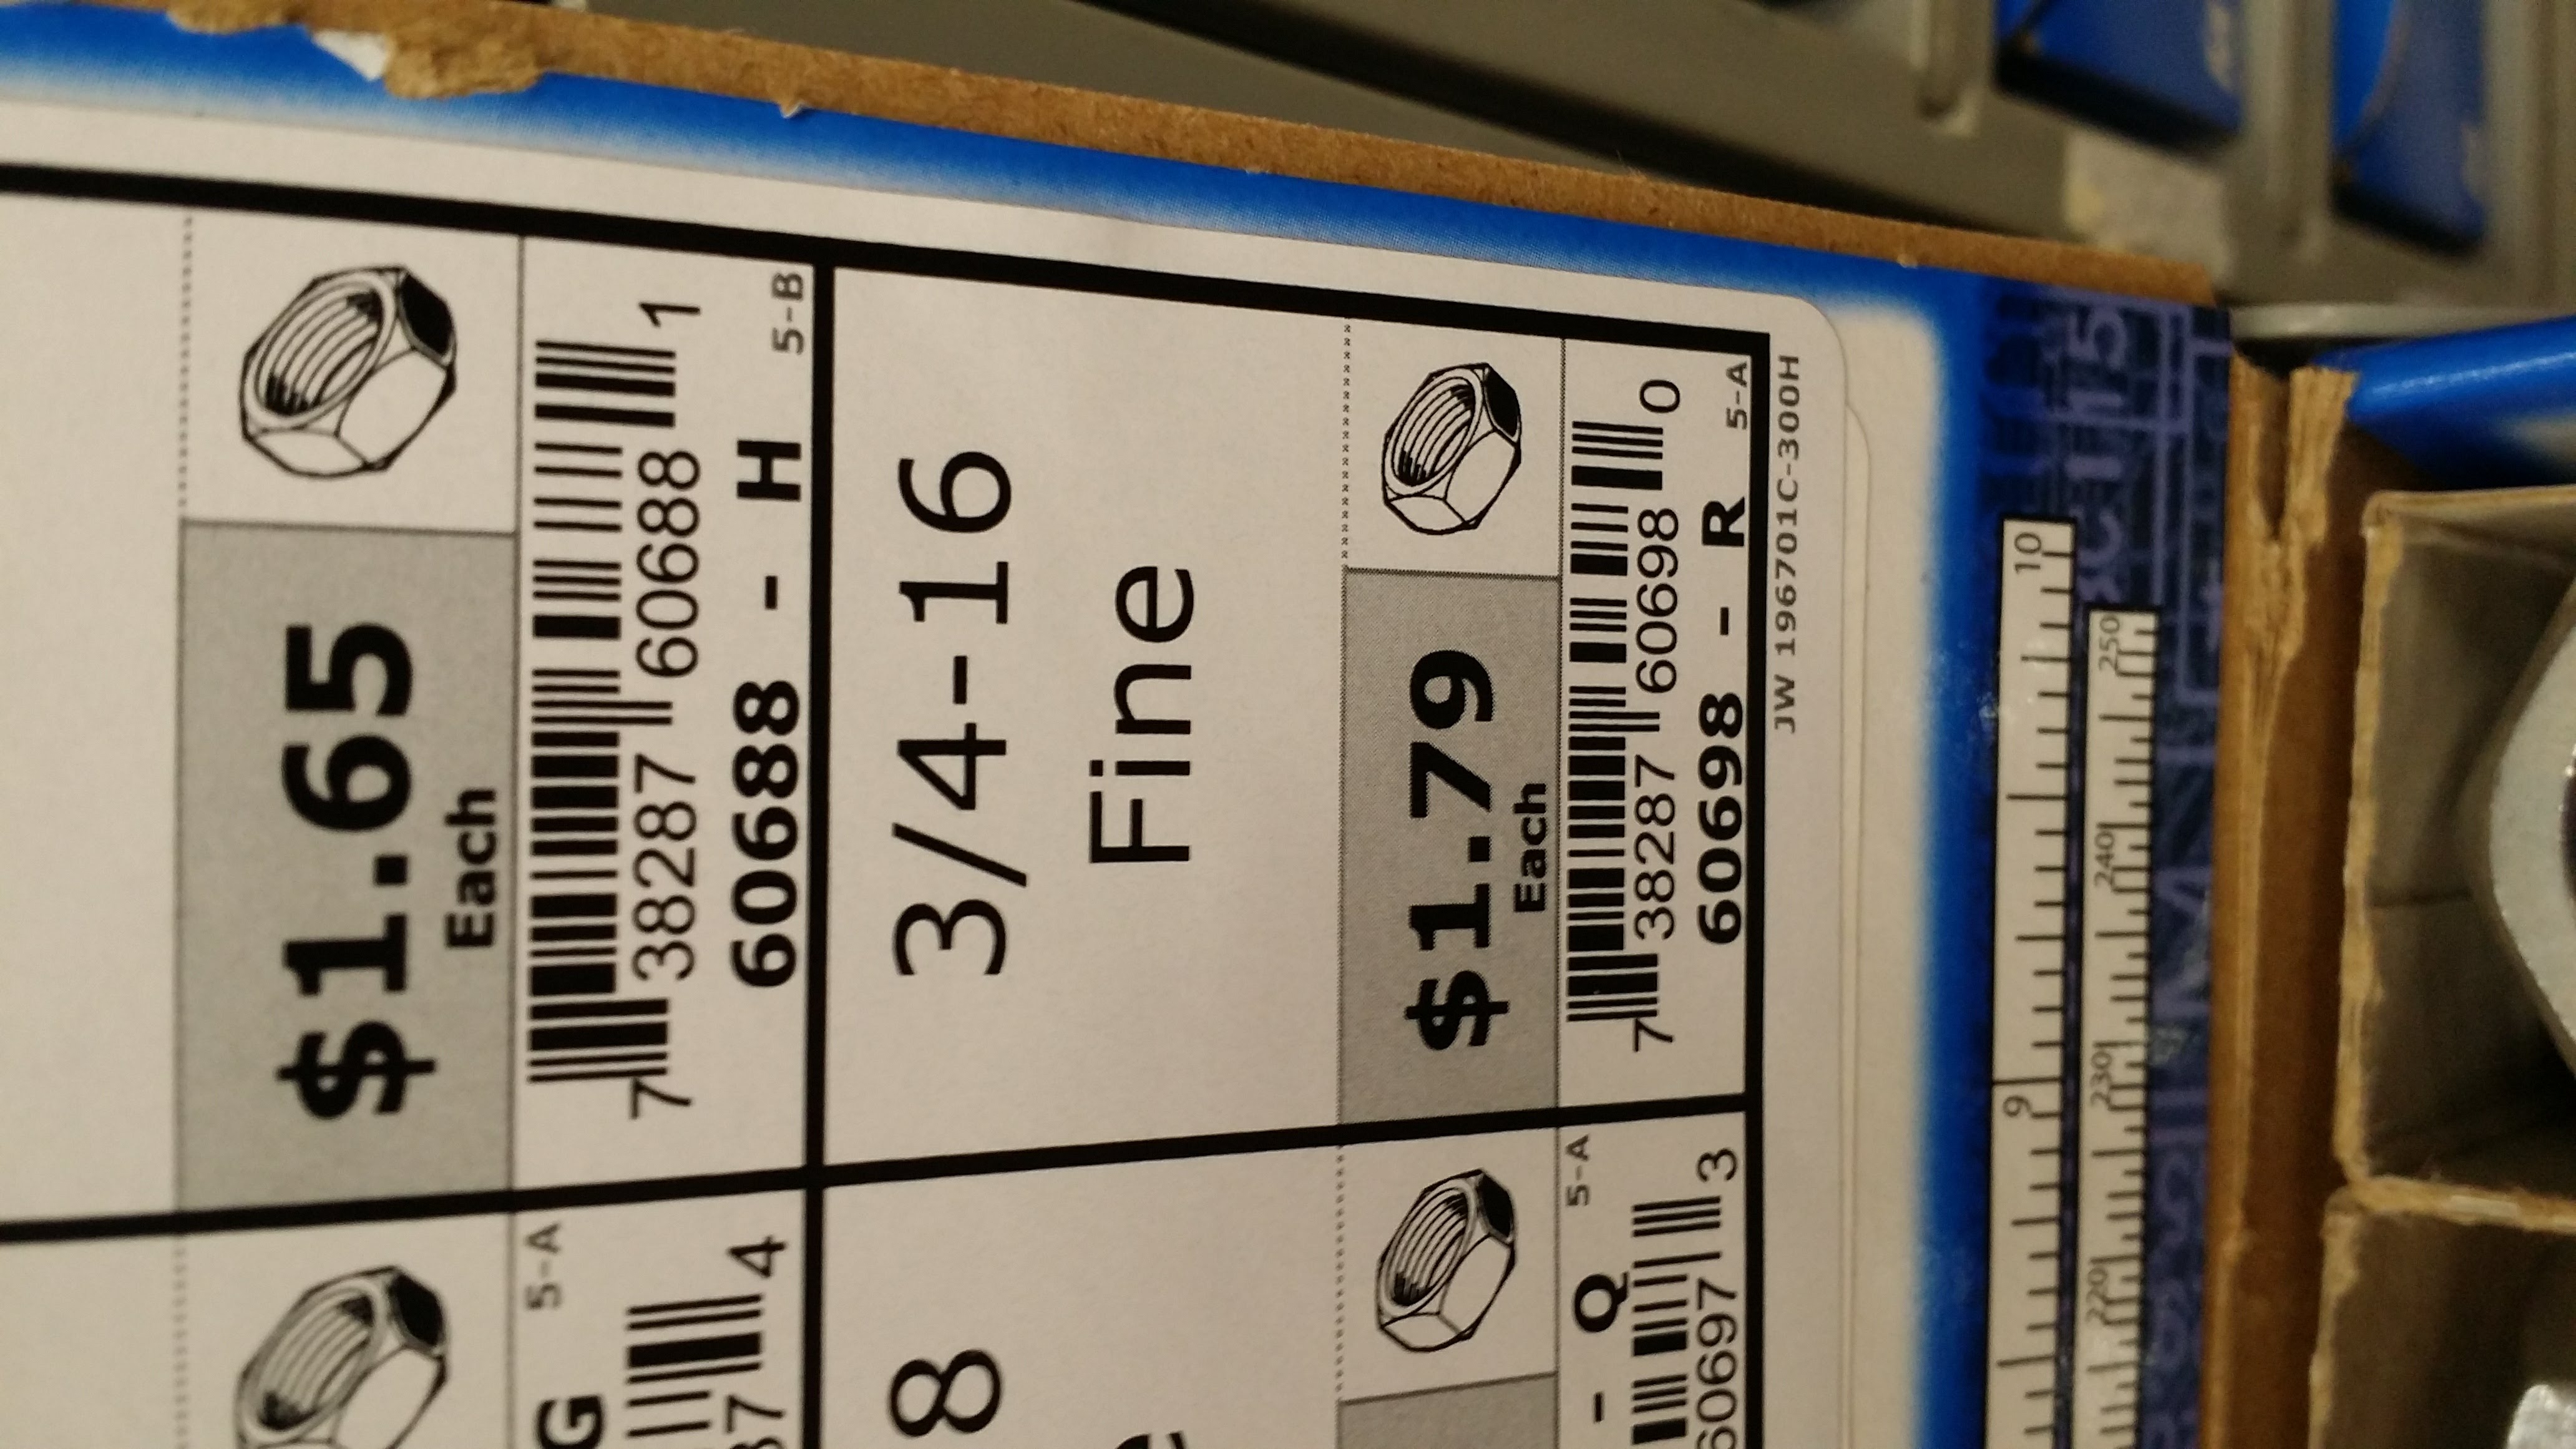 $1.65
Each
7 38287 60688 1
60688 - H
5-B
3/4-16
Fine
$1.79
Each
7 38287 60698 0
60698 - R
5-A
JW 196701C-300H
5-A
G
4
8
5-A
- Q
60697 3
10
9
250
240
230
220